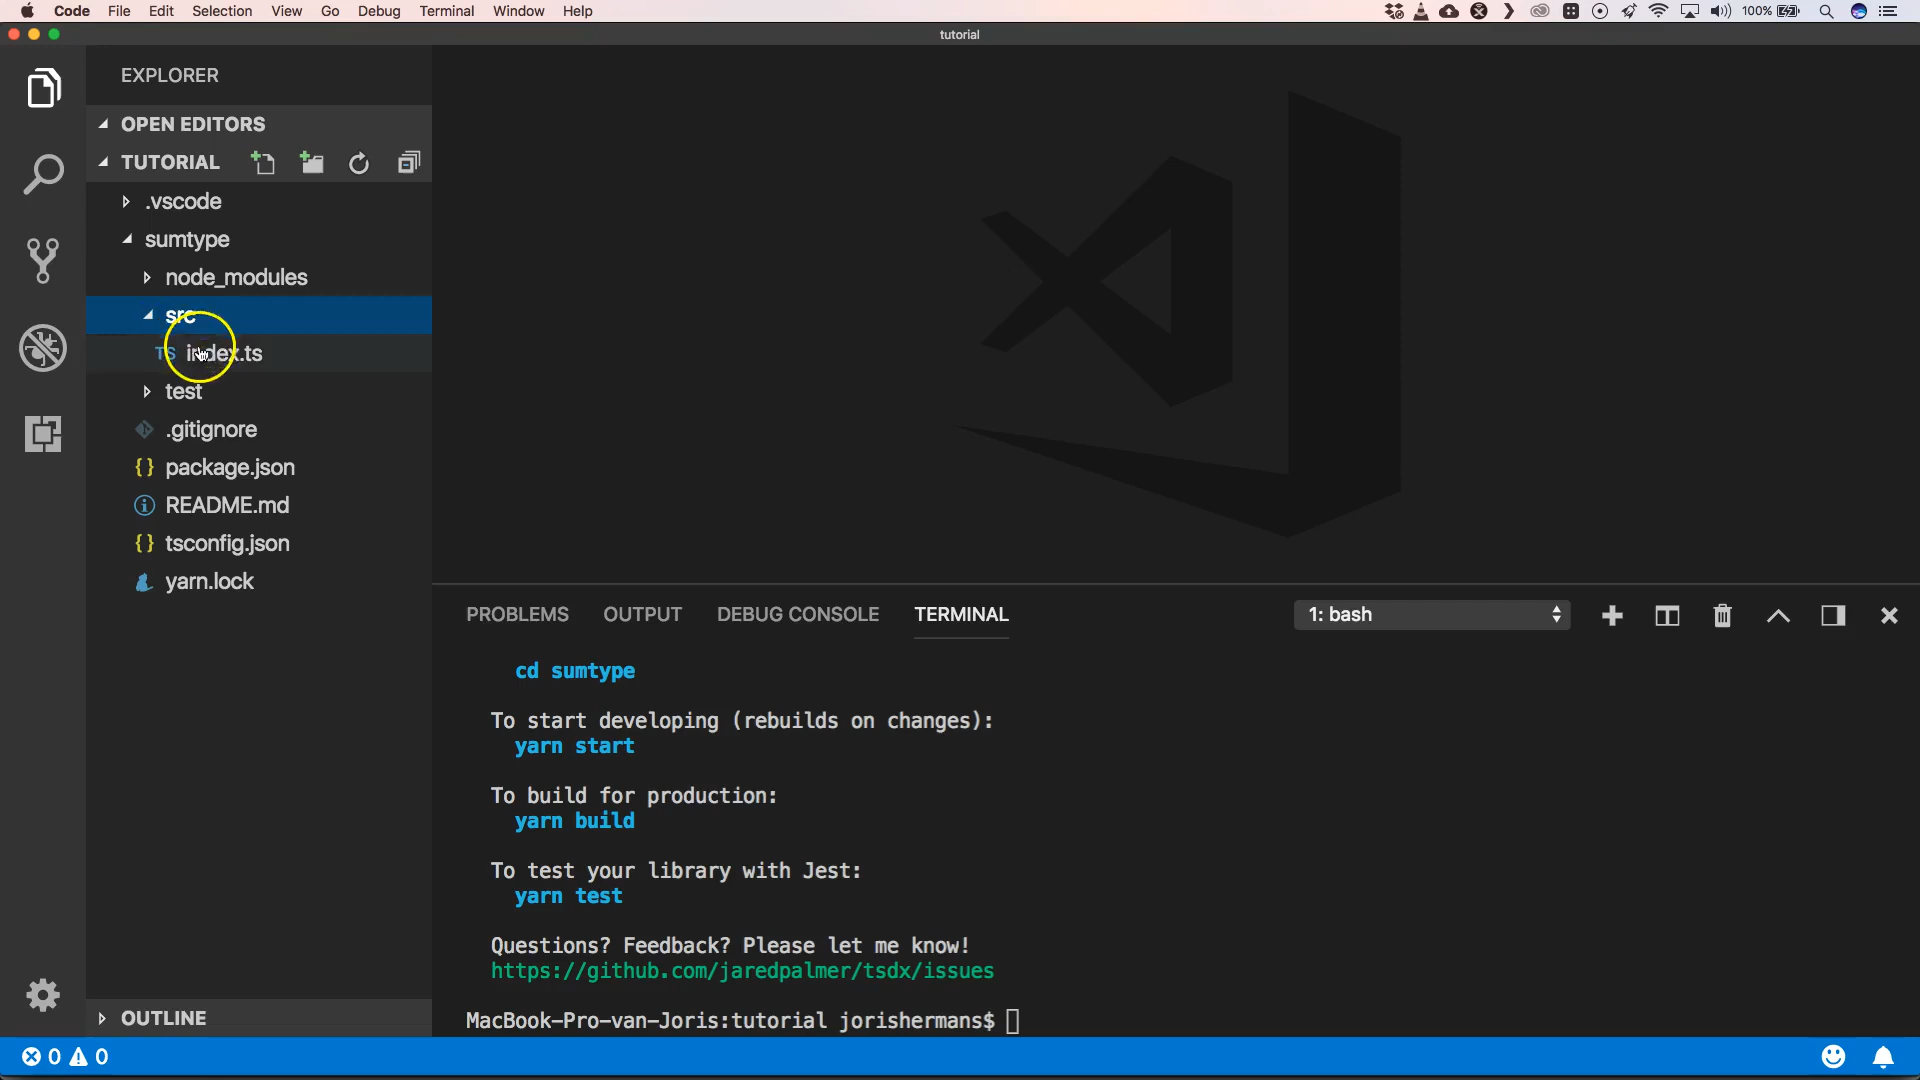 Code File Edit Selection View Go Debug Terminal Window Help 100%
tutorial
EXPLORER
OPEN EDITORS
TUTORIAL
.vscode
sumtype
node_modules
src
TS index.ts
test
.gitignore
{ } package.json
README.md
{ } tsconfig.json
yarn.lock
OUTLINE
PROBLEMS OUTPUT DEBUG CONSOLE TERMINAL 1: bash
cd sumtype
To start developing (rebuilds on changes):
yarn start
To build for production:
yarn build
To test your library with Jest:
yarn test
Questions? Feedback? Please let me know!
https://github.com/jaredpalmer/tsdx/issues
MacBook-Pro-van-Joris:tutorial jorishermans$
0 0